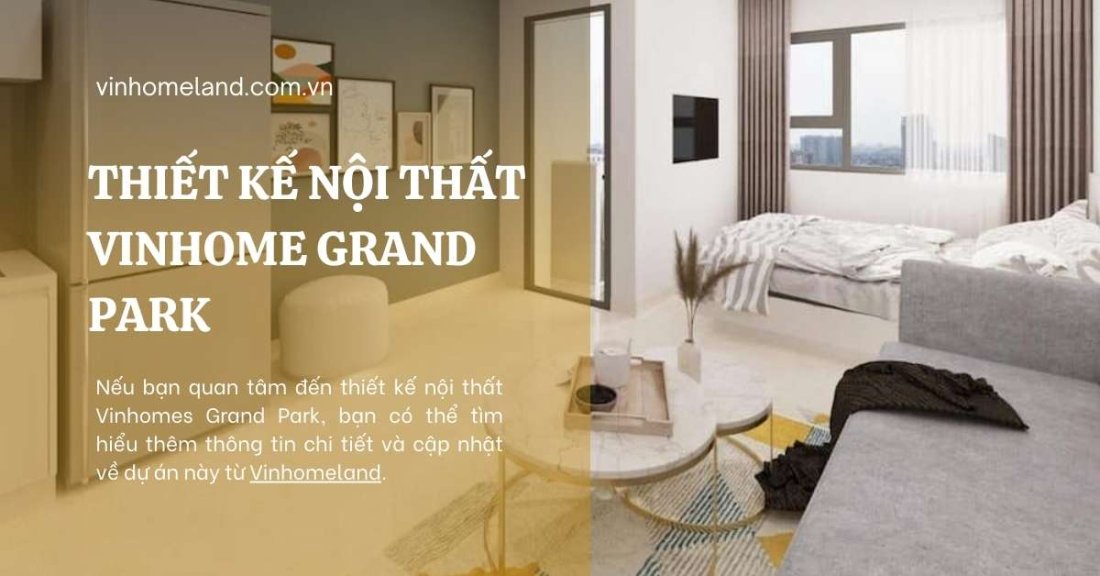 vinhomeland.com.vn
THIẾT KẾ NỘI THẤT
VINHOME GRAND
PARK
Nếu bạn quan tâm đến thiết kế nội thất
Vinhomes Grand Park, bạn có thể tìm
hiểu thêm thông tin chi tiết và cập nhật
về dự án này từ Vinhomeland.